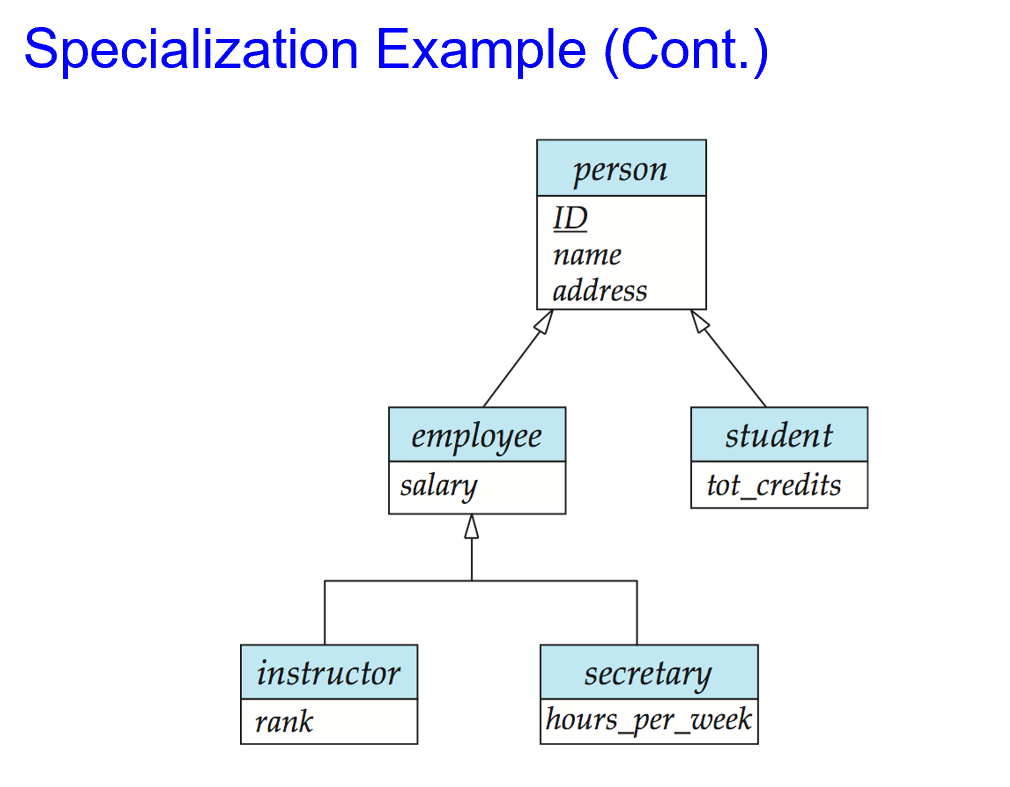 Specialization Example (Cont.)
person
ID
name
address
employee
salary
student
tot_credits
instructor
rank
secretary
hours_per_week